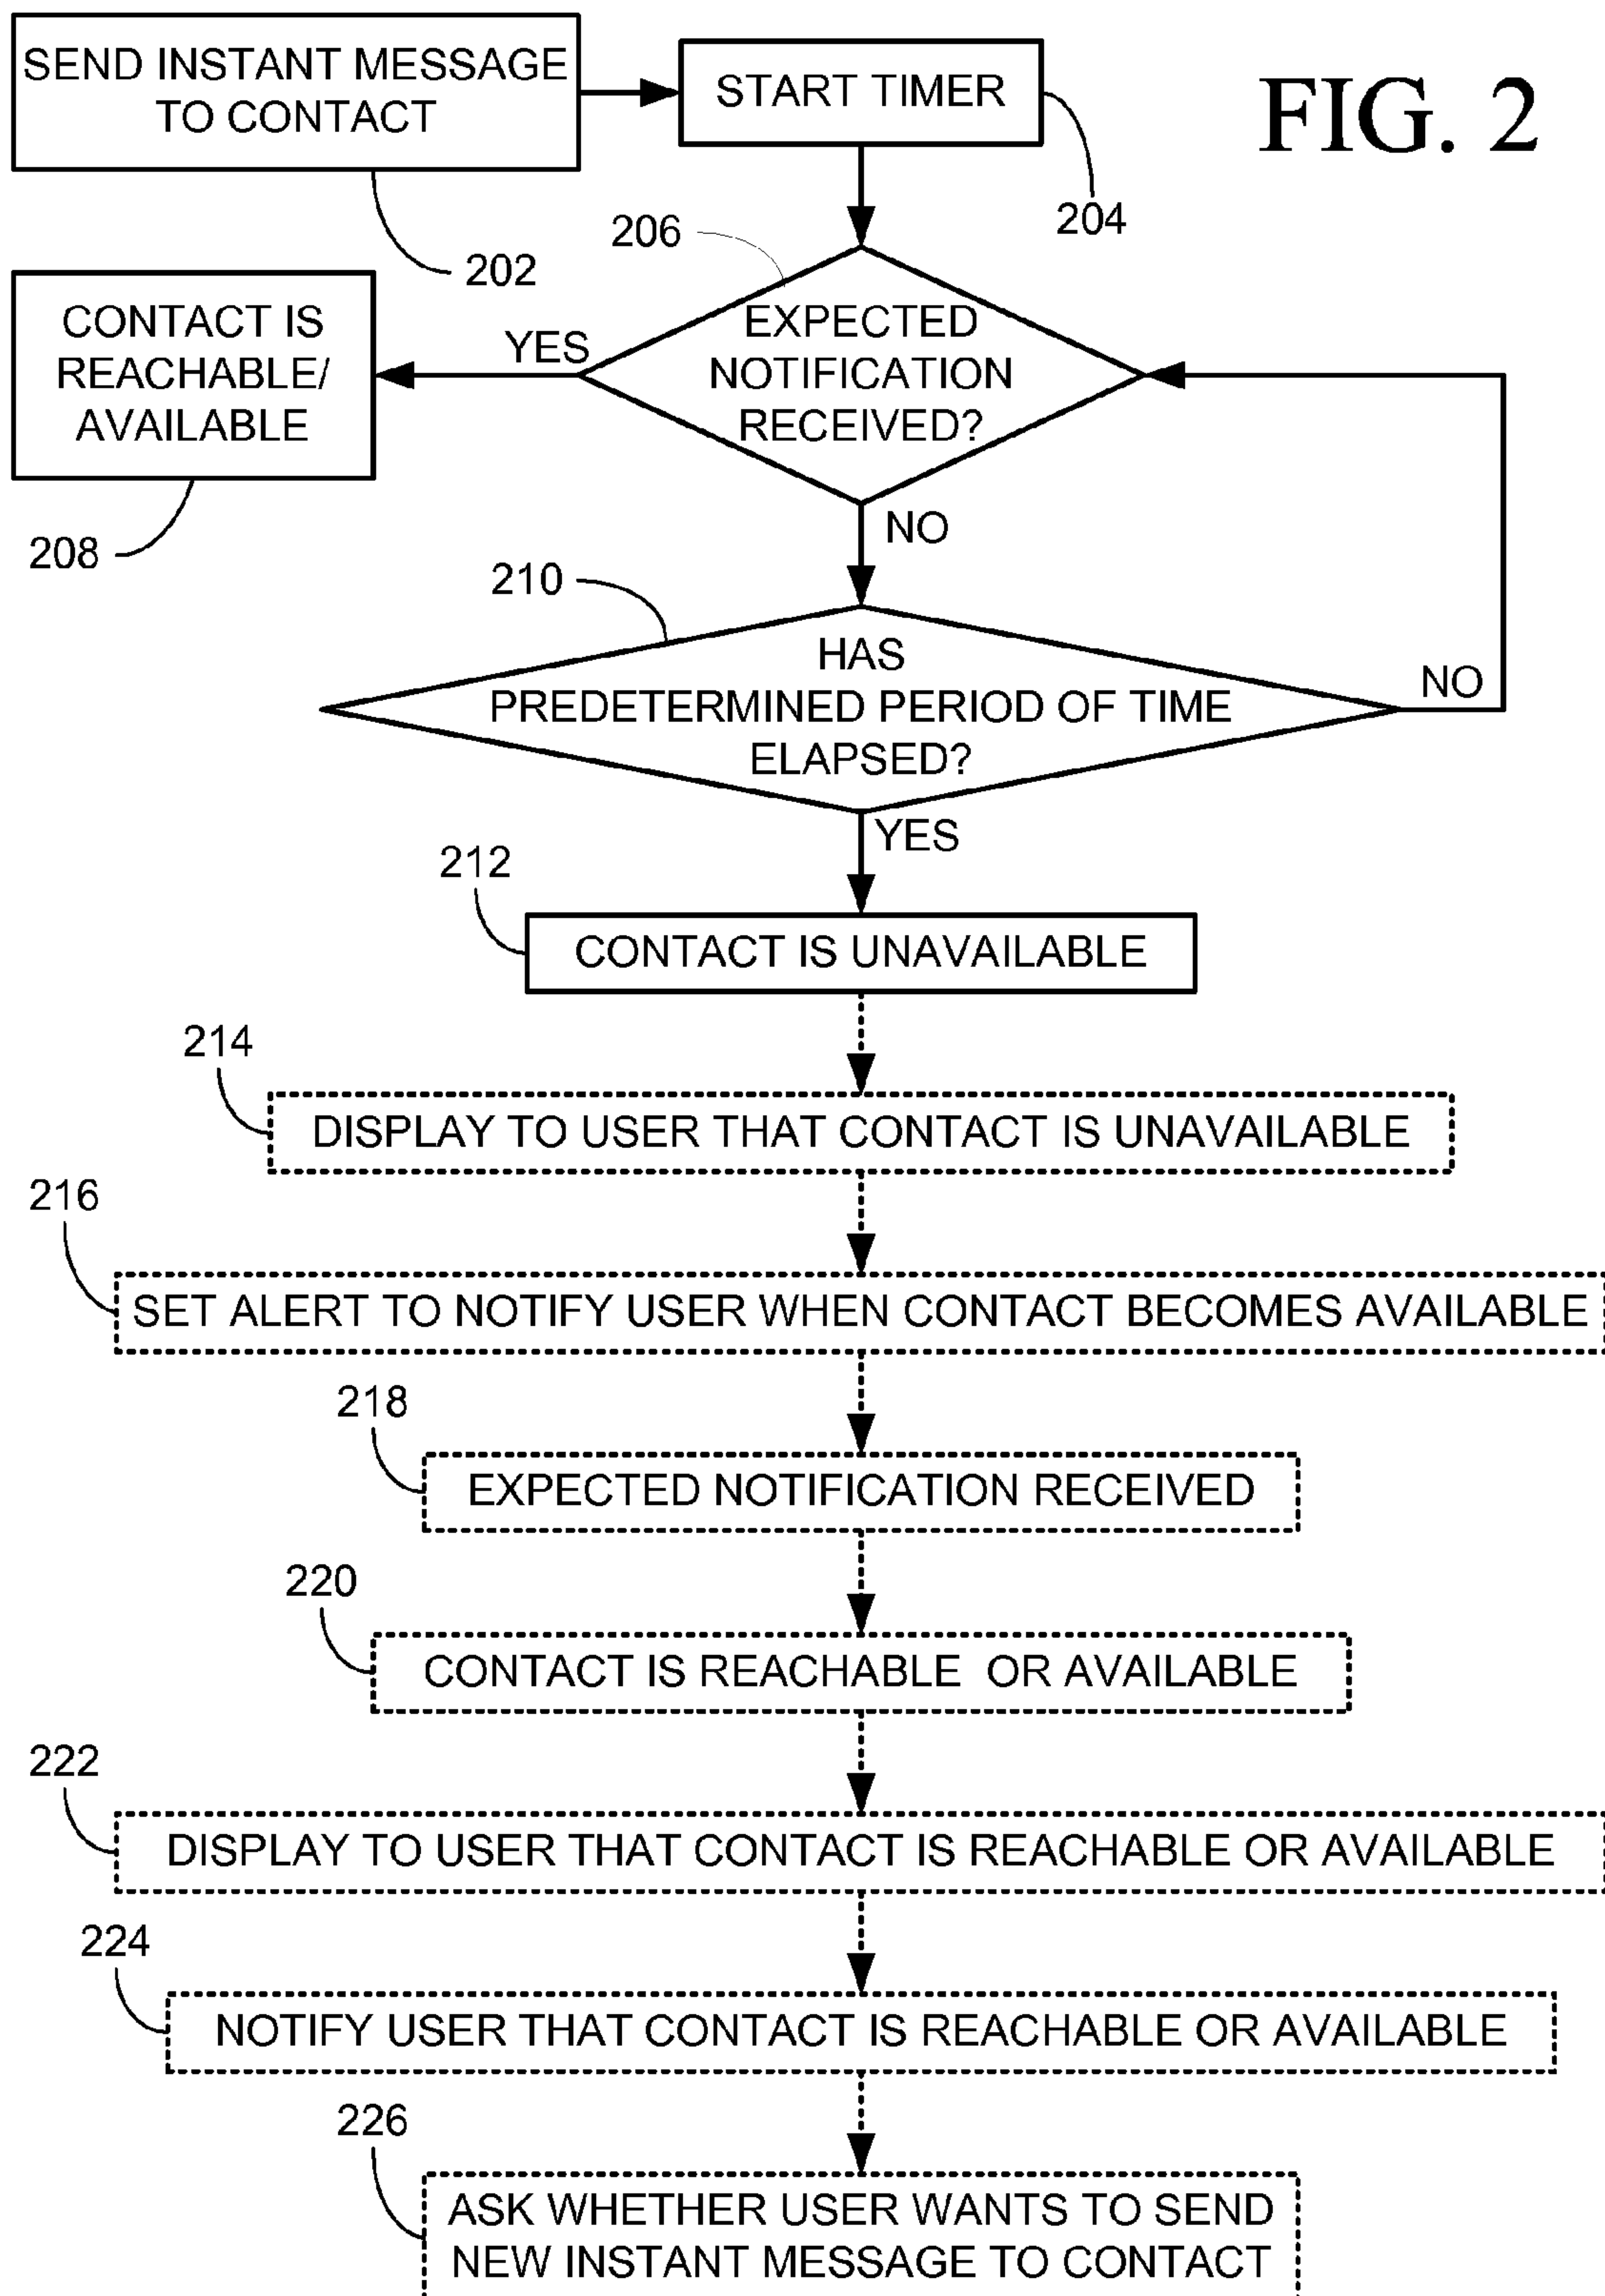 SEND INSTANT MESSAGE
TO CONTACT
START TIMER
FIG. 2
204
206
202
CONTACT IS
REACHABLE/
AVAILABLE
YES
EXPECTED
NOTIFICATION
RECEIVED?
208
NO
210
HAS
PREDETERMINED PERIOD OF TIME
ELAPSED?
NO
YES
212
CONTACT IS UNAVAILABLE
214
DISPLAY TO USER THAT CONTACT IS UNAVAILABLE
216
SET ALERT TO NOTIFY USER WHEN CONTACT BECOMES AVAILABLE
218
EXPECTED NOTIFICATION RECEIVED
220
CONTACT IS REACHABLE OR AVAILABLE
222
DISPLAY TO USER THAT CONTACT IS REACHABLE OR AVAILABLE
224
NOTIFY USER THAT CONTACT IS REACHABLE OR AVAILABLE
226
ASK WHETHER USER WANTS TO SEND
NEW INSTANT MESSAGE TO CONTACT